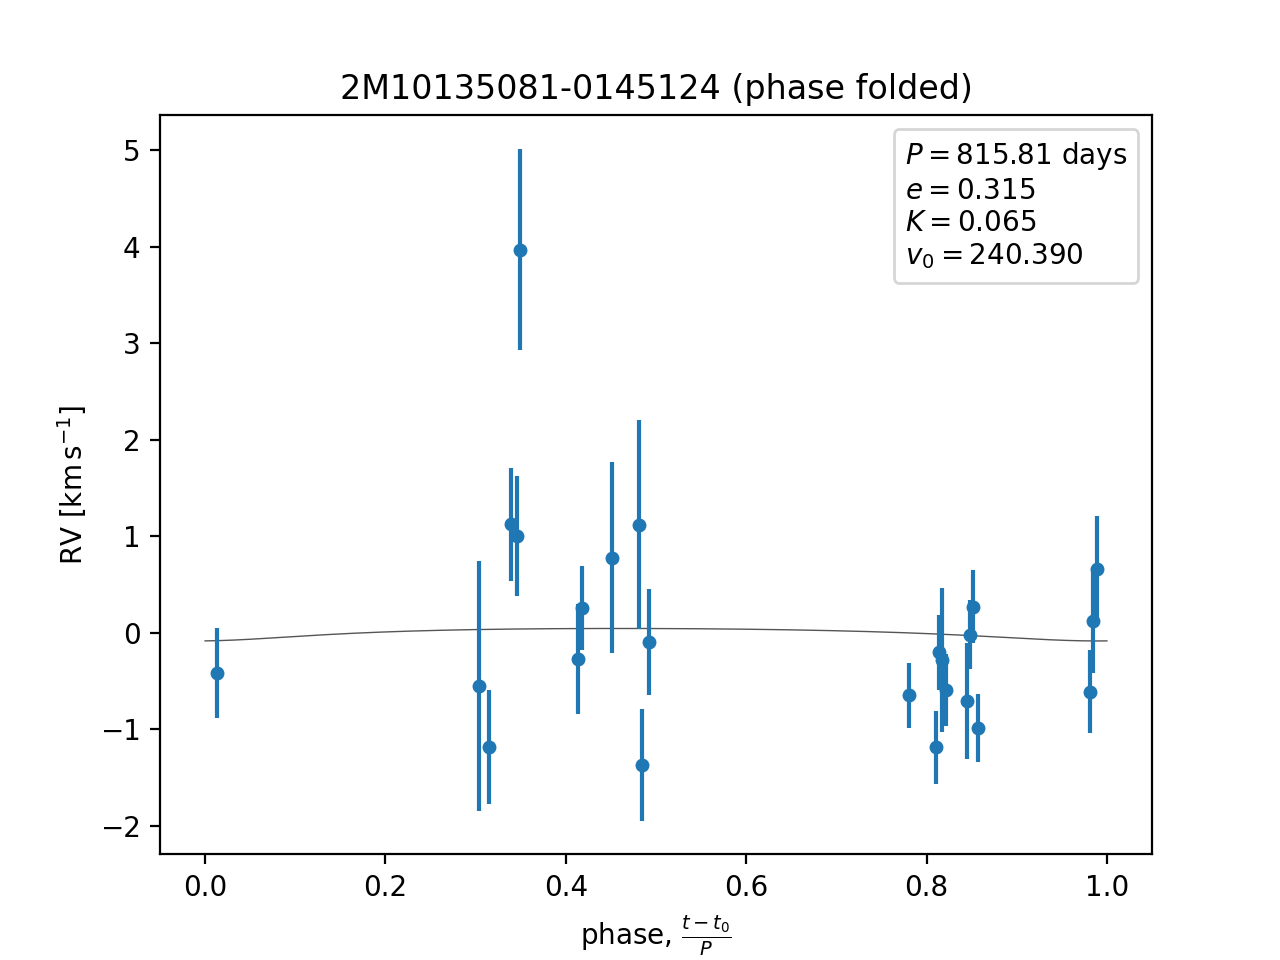 2M10135081-0145124 (phase folded)
P = 815.81 days
e = 0.315
K = 0.065
v₀ = 240.390
5
4
3
2
1
0
−1
−2
RV [km s⁻¹]
0.0 0.2 0.4 0.6 0.8 1.0
phase, (t − t₀)/P